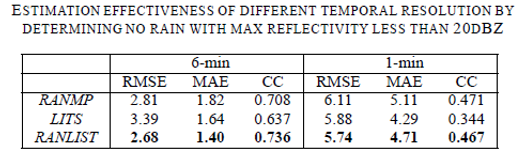 ESTIMATION EFFECTIVENESS OF DIFFERENT TEMPORAL RESOLUTION BY
DETERMINING NO RAIN WITH MAX REFLECTIVITY LESS THAN 20DBZ
6-min 1-min
RMSE MAE CC RMSE MAE CC
RANMP 2.81 1.82 0.708 6.11 5.11 0.471
LITS 3.39 1.64 0.637 5.88 4.29 0.344
RANLIST 2.68 1.40 0.736 5.74 4.71 0.467